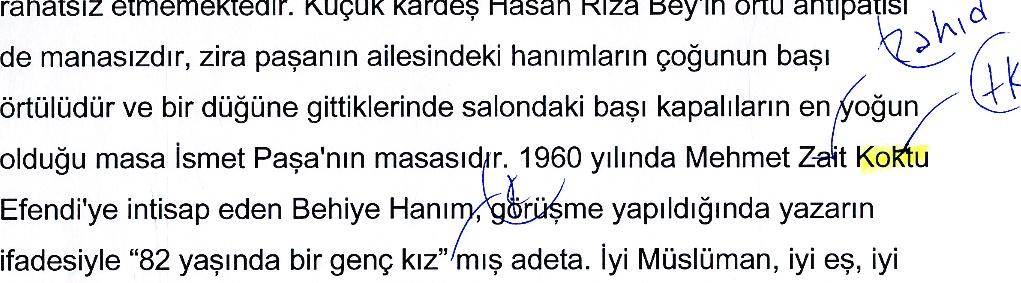 rahatsız etmemektedir. Küçük kardeş Hasan Rıza Bey'in örtü antipatisi
zahid
de manasızdır, zira paşanın ailesindeki hanımların çoğunun başı
tk
örtülüdür ve bir düğüne gittiklerinde salondaki başı kapalıların en yoğun
olduğu masa İsmet Paşa'nın masasıdır. 1960 yılında Mehmet Zait Koktu
Efendi'ye intisap eden Behiye Hanım, görüşme yapıldığında yazarın
ifadesiyle “82 yaşında bir genç kız” mış adeta. İyi Müslüman, iyi eş, iyi